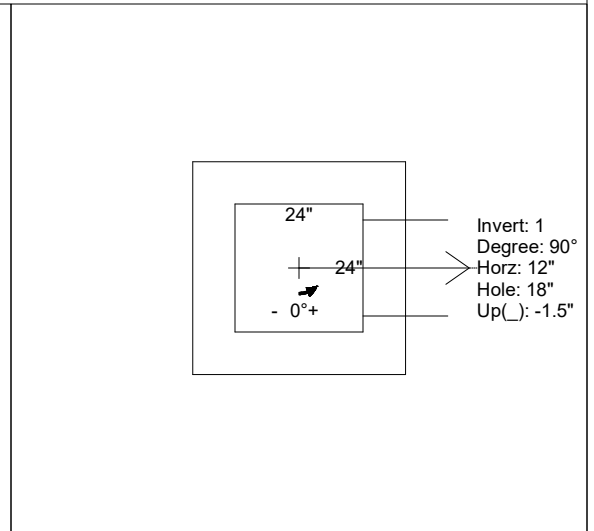 24"
24"
- 0°+
Invert: 1
Degree: 90°
Horz: 12"
Hole: 18"
Up(_): -1.5"